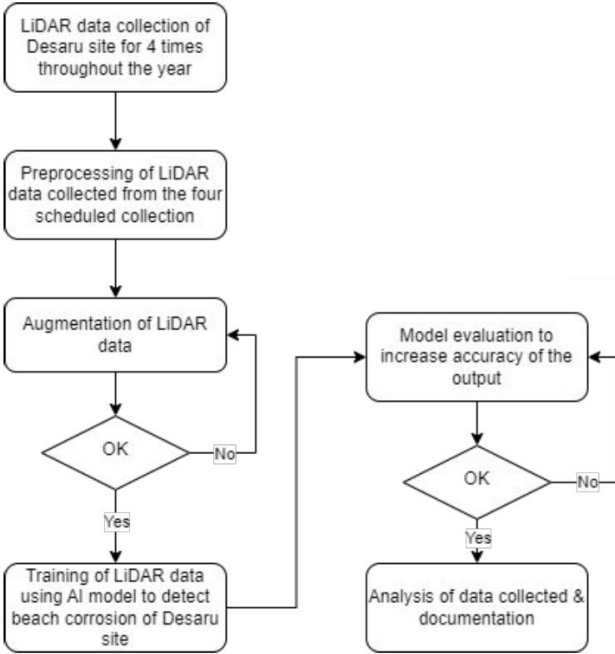 LiDAR data collection of
Desaru site for 4 times
throughout the year
Preprocessing of LiDAR
data collected from the four
scheduled collection
Augmentation of LiDAR
data
OK
No
Yes
Training of LiDAR data
using AI model to detect
beach corrosion of Desaru
site
Model evaluation to
increase accuracy of the
output
OK
No
Yes
Analysis of data collected &
documentation